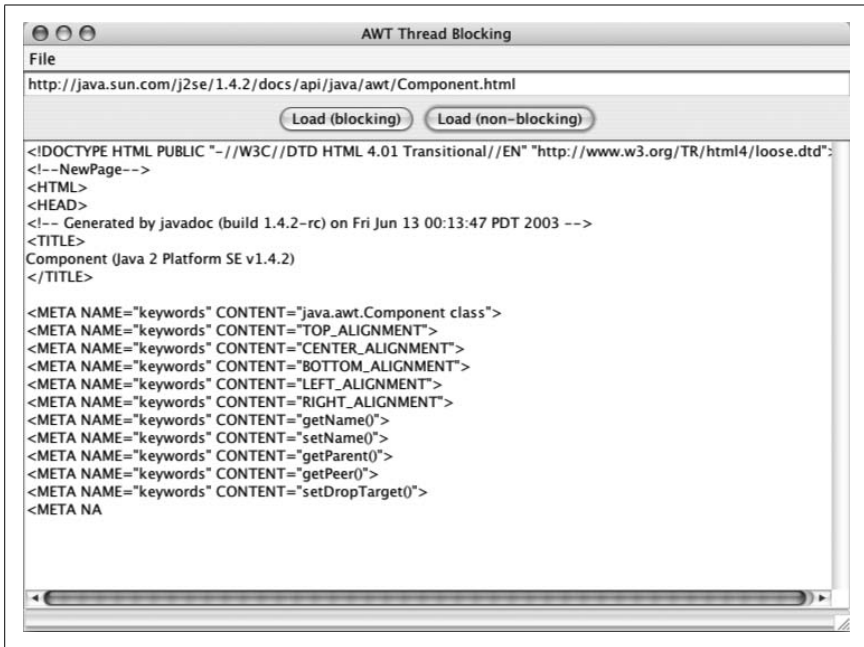 AWT Thread Blocking
File
http://java.sun.com/j2se/1.4.2/docs/api/java/awt/Component.html
Load (blocking) Load (non-blocking)
<!DOCTYPE HTML PUBLIC "-//W3C//DTD HTML 4.01 Transitional//EN" "http://www.w3.org/TR/html4/loose.dtd">
<!--NewPage-->
<HTML>
<HEAD>
<!-- Generated by javadoc (build 1.4.2-rc) on Fri Jun 13 00:13:47 PDT 2003 -->
<TITLE>
Component (Java 2 Platform SE v1.4.2)
</TITLE>
<META NAME="keywords" CONTENT="java.awt.Component class">
<META NAME="keywords" CONTENT="TOP_ALIGNMENT">
<META NAME="keywords" CONTENT="CENTER_ALIGNMENT">
<META NAME="keywords" CONTENT="BOTTOM_ALIGNMENT">
<META NAME="keywords" CONTENT="LEFT_ALIGNMENT">
<META NAME="keywords" CONTENT="RIGHT_ALIGNMENT">
<META NAME="keywords" CONTENT="getName()">
<META NAME="keywords" CONTENT="setName()">
<META NAME="keywords" CONTENT="getParent()">
<META NAME="keywords" CONTENT="getPeer()">
<META NAME="keywords" CONTENT="setDropTarget()">
<META NA